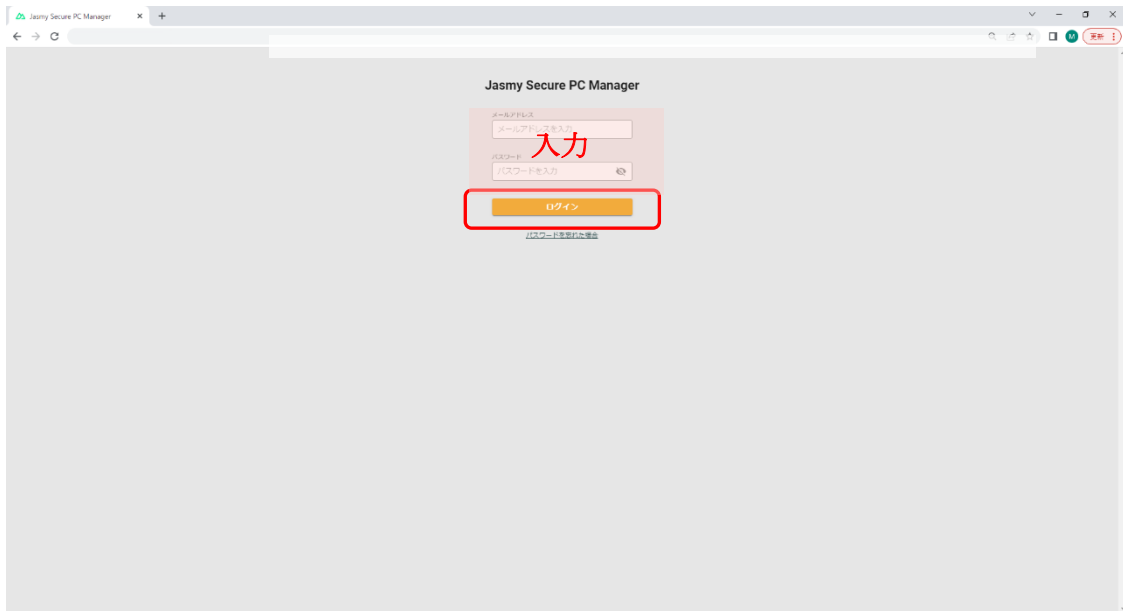 Jasmy Secure PC Manager
更新
Jasmy Secure PC Manager
メールアドレス
メールアドレスを入力
入力
パスワード
パスワードを入力
ログイン
パスワードを忘れた場合